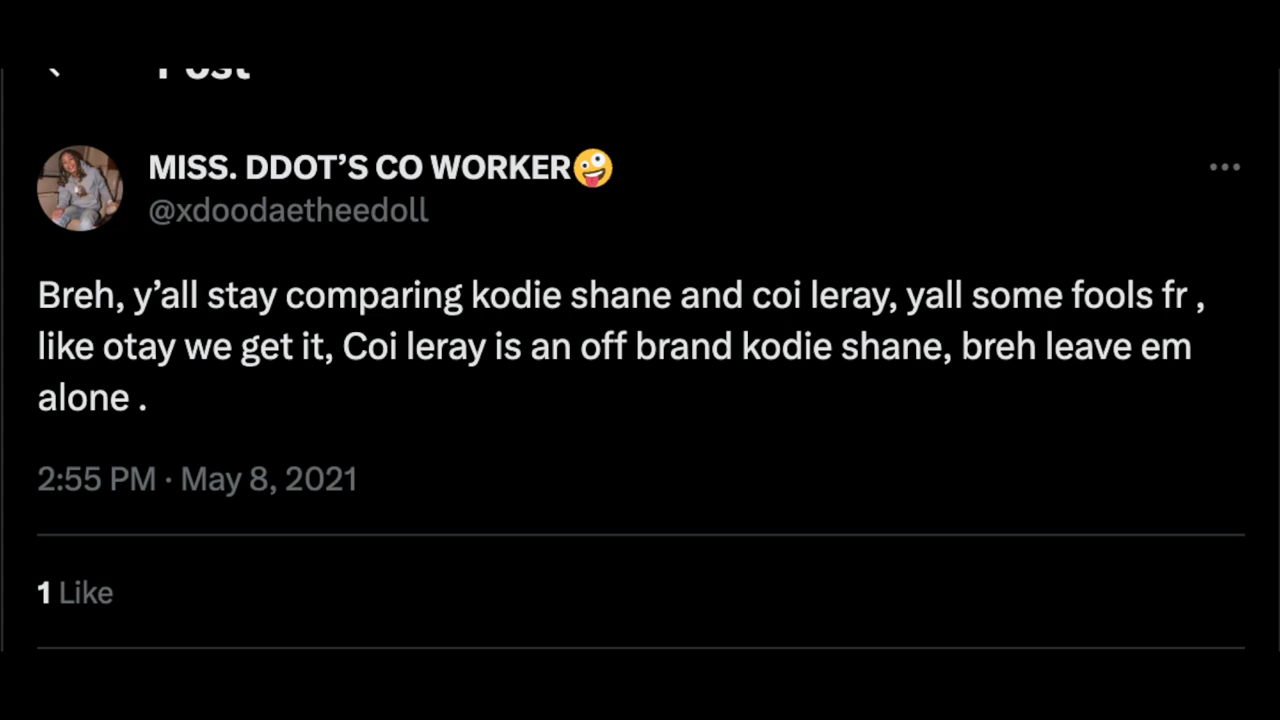 Post
MISS. DDOT’S CO WORKER🤪
@xdoodaetheedoll
Breh, y’all stay comparing kodie shane and coi leray, yall some fools fr ,
like otay we get it, Coi leray is an off brand kodie shane, breh leave em
alone .
2:55 PM · May 8, 2021
1 Like